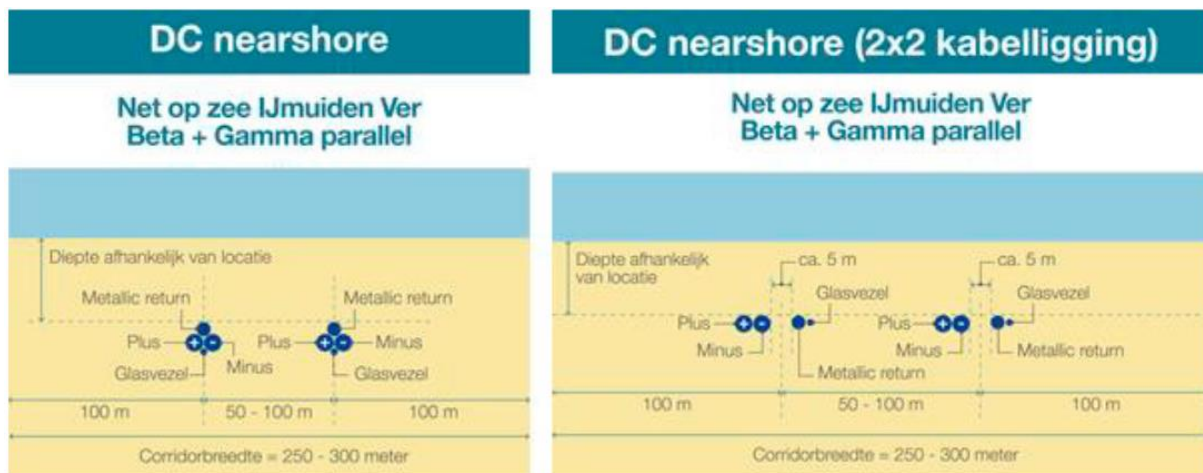 DC nearshore
Net op zee IJmuiden Ver
Beta + Gamma parallel
Diepte afhankelijk van locatie
Metallic return
Metallic return
Plus
Plus
Minus
Minus
Glasvezel
Glasvezel
100 m
50 - 100 m
100 m
Corridorbreedte = 250 - 300 meter
DC nearshore (2x2 kabelligging)
Net op zee IJmuiden Ver
Beta + Gamma parallel
Diepte afhankelijk
van locatie
ca. 5 m
ca. 5 m
Glasvezel
Glasvezel
Plus
Plus
Minus
Minus
Metallic return
Metallic return
100 m
50 - 100 m
100 m
Corridorbreedte = 250 - 300 meter